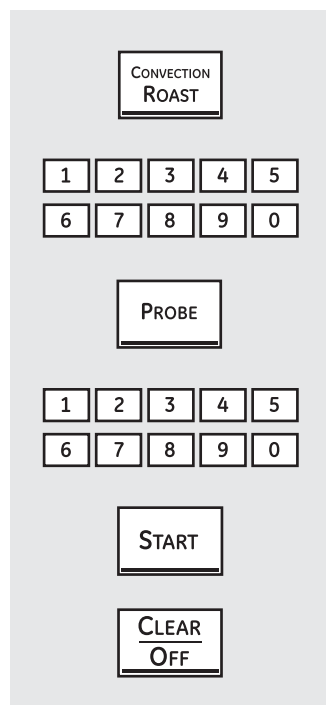 CONVECTION
ROAST
1 2 3 4 5
6 7 8 9 0
PROBE
1 2 3 4 5
6 7 8 9 0
START
CLEAR
OFF